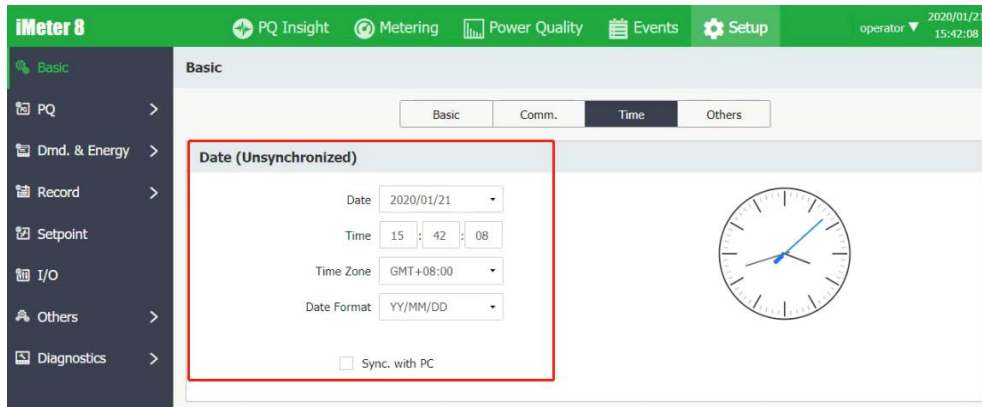 iMeter 8
PQ Insight
Metering
Power Quality
Events
Setup
operator ▼
2020/01/21
15:42:08
Basic
PQ
Dmd. & Energy
Record
Setpoint
I/O
Others
Diagnostics
Basic
Basic
Comm.
Time
Others
Date (Unsynchronized)
Date 2020/01/21
Time 15 : 42 : 08
Time Zone GMT+08:00
Date Format YY/MM/DD
Sync. with PC